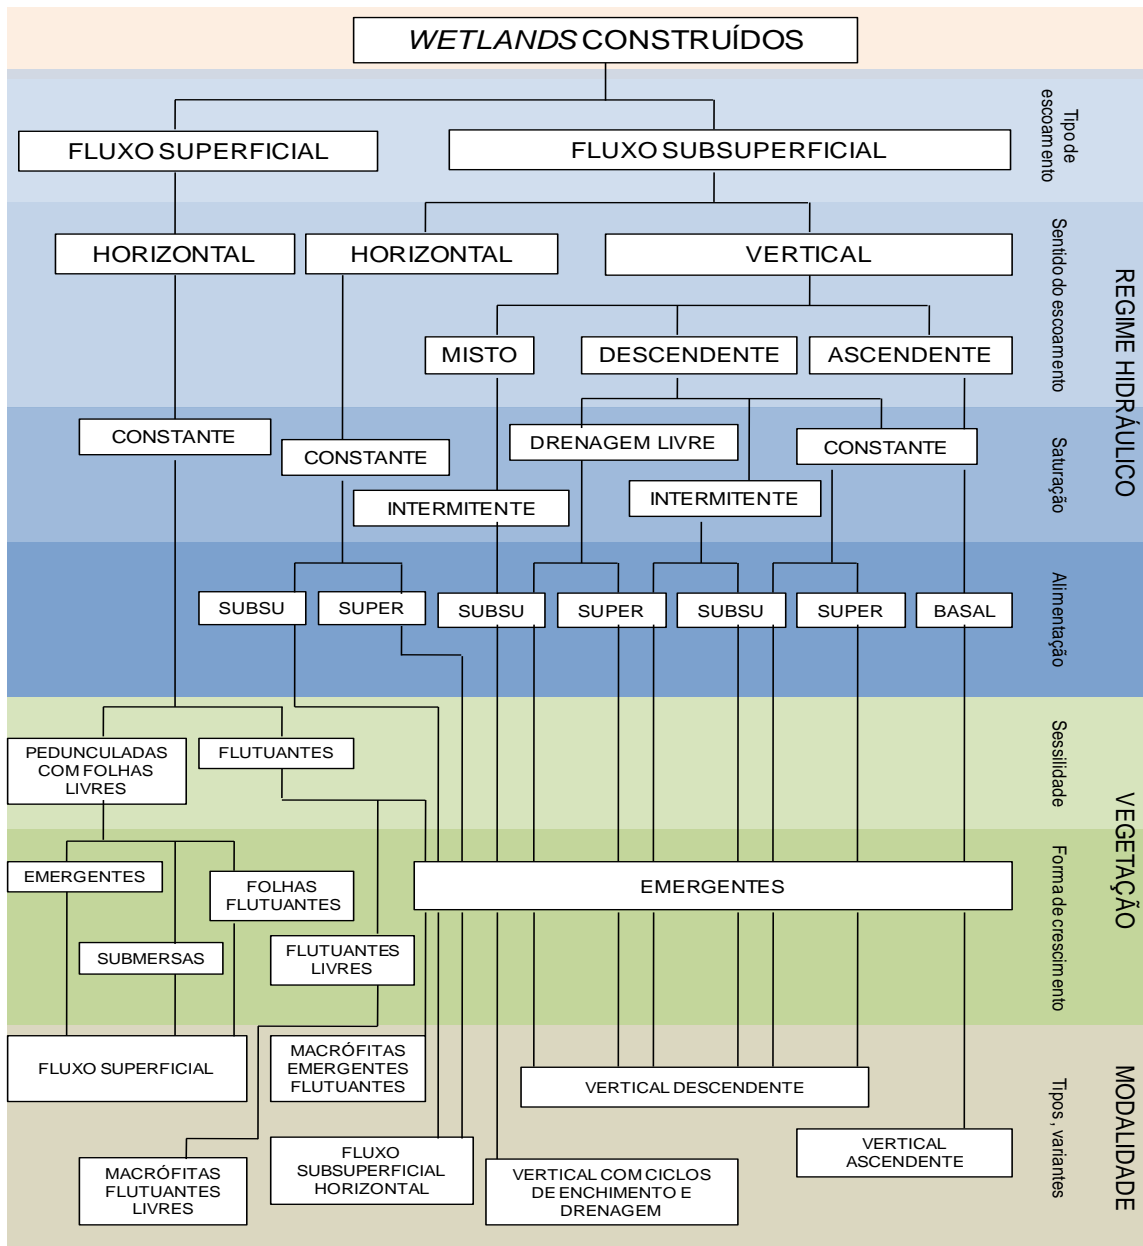 WETLANDS CONSTRUÍDOS
Tipo de
escoamento
FLUXO SUPERFICIAL
FLUXO SUBSUPERFICIAL
REGIME HIDRÁULICO
Sentido do escoamento
HORIZONTAL
HORIZONTAL
VERTICAL
MISTO
DESCENDENTE
ASCENDENTE
Saturação
CONSTANTE
CONSTANTE
DRENAGEM LIVRE
CONSTANTE
INTERMITENTE
INTERMITENTE
Alimentação
SUBSU
SUPER
SUBSU
SUPER
SUBSU
SUPER
BASAL
VEGETAÇÃO
Sessilidade
PEDUNCULADAS
COM FOLHAS
LIVRES
FLUTUANTES
Forma de crescimento
EMERGENTES
FOLHAS
FLUTUANTES
EMERGENTES
SUBMERSAS
FLUTUANTES
LIVRES
MODALIDADE
Tipos, variantes
FLUXO SUPERFICIAL
MACRÓFITAS
EMERGENTES
FLUTUANTES
VERTICAL DESCENDENTE
MACRÓFITAS
FLUTUANTES
LIVRES
FLUXO
SUBSUPERFICIAL
HORIZONTAL
VERTICAL COM CICLOS
DE ENCHIMENTO E
DRENAGEM
VERTICAL
ASCENDENTE